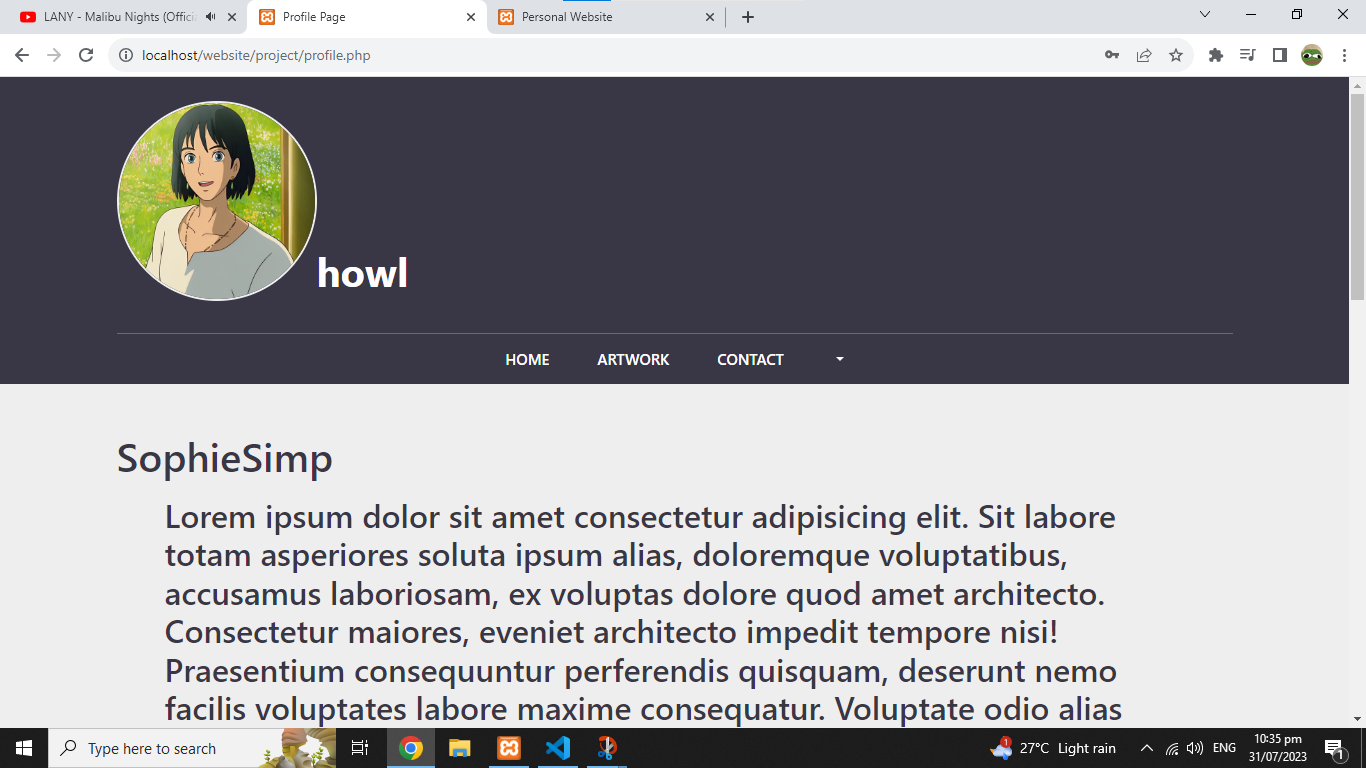 LANY - Malibu Nights (Officia
Profile Page
Personal Website
localhost/website/project/profile.php
howl
HOME
ARTWORK
CONTACT
SophieSimp
Lorem ipsum dolor sit amet consectetur adipisicing elit. Sit labore
totam asperiores soluta ipsum alias, doloremque voluptatibus,
accusamus laboriosam, ex voluptas dolore quod amet architecto.
Consectetur maiores, eveniet architecto impedit tempore nisi!
Praesentium consequuntur perferendis quisquam, deserunt nemo
facilis voluptates labore maxime consequatur. Voluptate odio alias
Type here to search
1
27°C Light rain
ENG
10:35 pm
31/07/2023
1